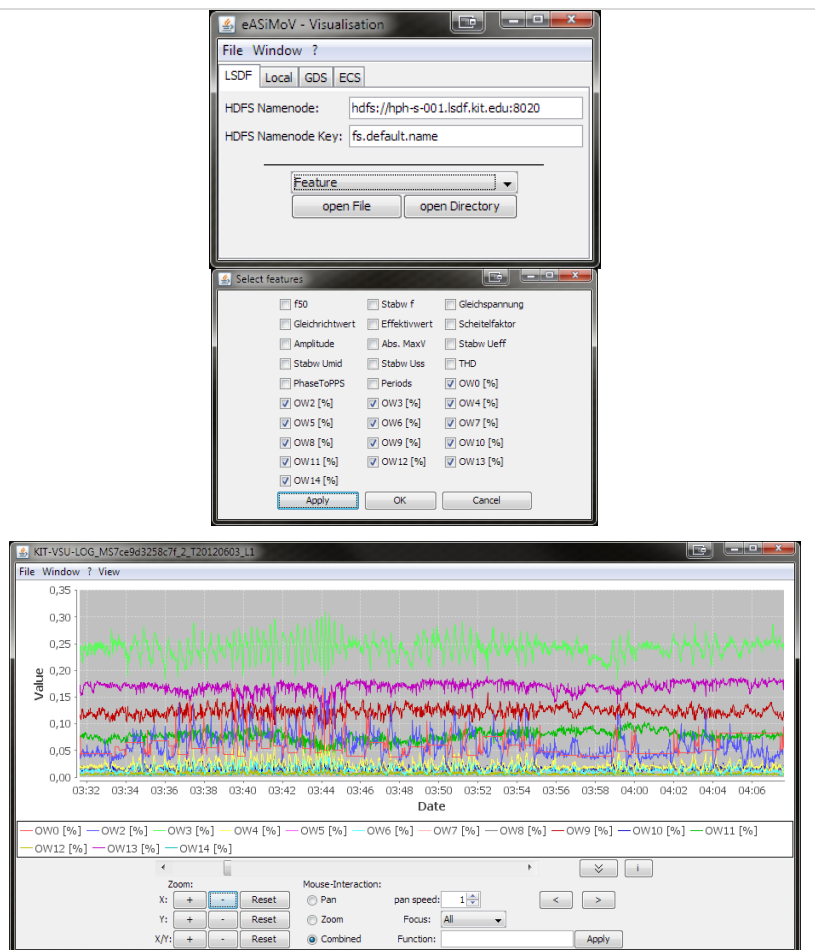 eASiMoV - Visualisation
File Window ?
LSDF Local GDS ECS
HDFS Namenode: hdfs://hph-s-001.lsdf.kit.edu:8020
HDFS Namenode Key: fs.default.name
Feature
open File open Directory
Select features
f50 Stabw f Gleichspannung
Gleichrichtwert Effektivwert Scheitelfaktor
Amplitude Abs. MaxV Stabw Ueff
Stabw Umid Stabw Uss THD
PhaseToPPS Periods OW0 [%]
OW2 [%] OW3 [%] OW4 [%]
OW5 [%] OW6 [%] OW7 [%]
OW8 [%] OW9 [%] OW10 [%]
OW11 [%] OW12 [%] OW13 [%]
OW14 [%]
Apply OK Cancel
KIT-VSU-LOG_MS7ce9d3258c7f_2_T20120603_L1
File Window ? View
0,35
0,30
0,25
0,20
0,15
0,10
0,05
0,00
Value
03:32 03:34 03:36 03:38 03:40 03:42 03:44 03:46 03:48 03:50 03:52 03:54 03:56 03:58 04:00 04:02 04:04 04:06
Date
OW0 [%] OW2 [%] OW3 [%] OW4 [%] OW5 [%] OW6 [%] OW7 [%] OW8 [%] OW9 [%] OW10 [%] OW11 [%]
OW12 [%] OW13 [%] OW14 [%]
i
Zoom: Mouse-Interaction:
X: + - Reset Pan pan speed: 1 < >
Y: + - Reset Zoom Focus: All
X/Y: + - Reset Combined Function: Apply